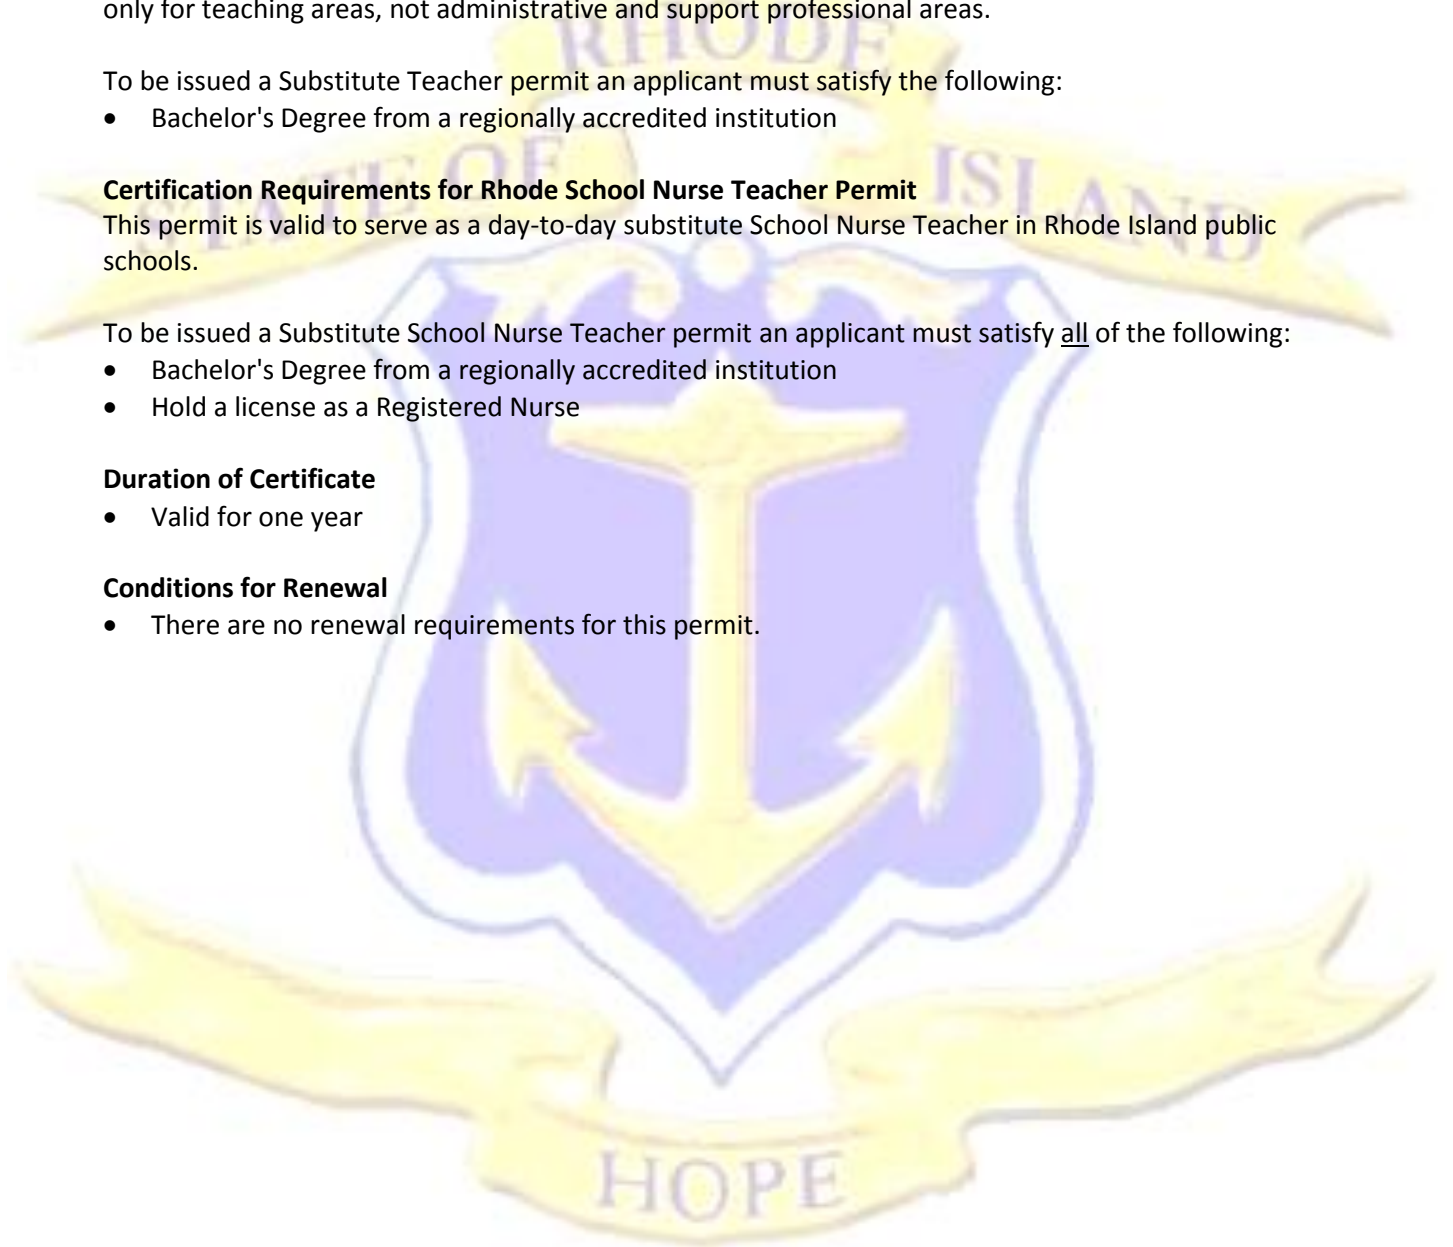 only for teaching areas, not administrative and support professional areas.
RHODE
To be issued a Substitute Teacher permit an applicant must satisfy the following:
• Bachelor's Degree from a regionally accredited institution
STATE OF
ISLAND
Certification Requirements for Rhode School Nurse Teacher Permit
This permit is valid to serve as a day-to-day substitute School Nurse Teacher in Rhode Island public
schools.
To be issued a Substitute School Nurse Teacher permit an applicant must satisfy all of the following:
• Bachelor's Degree from a regionally accredited institution
• Hold a license as a Registered Nurse
Duration of Certificate
• Valid for one year
Conditions for Renewal
• There are no renewal requirements for this permit.
HOPE